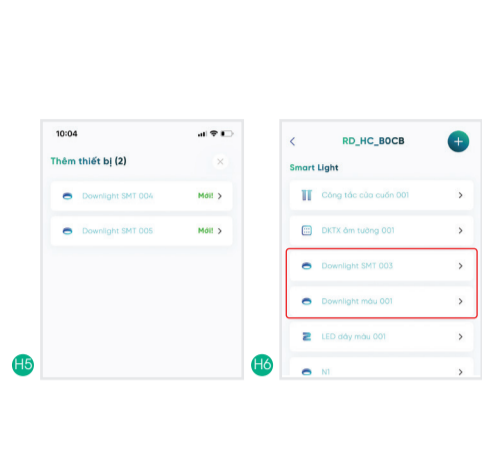 10:04
Thêm thiết bị (2)
Downlight SMT 004
Mới!
Downlight SMT 005
Mới!
H5
RD_HC_B0CB
Smart Light
Công tắc cửa cuốn 001
DKTX âm tường 001
Downlight SMT 003
Downlight màu 001
LED dây màu 001
N1
H6